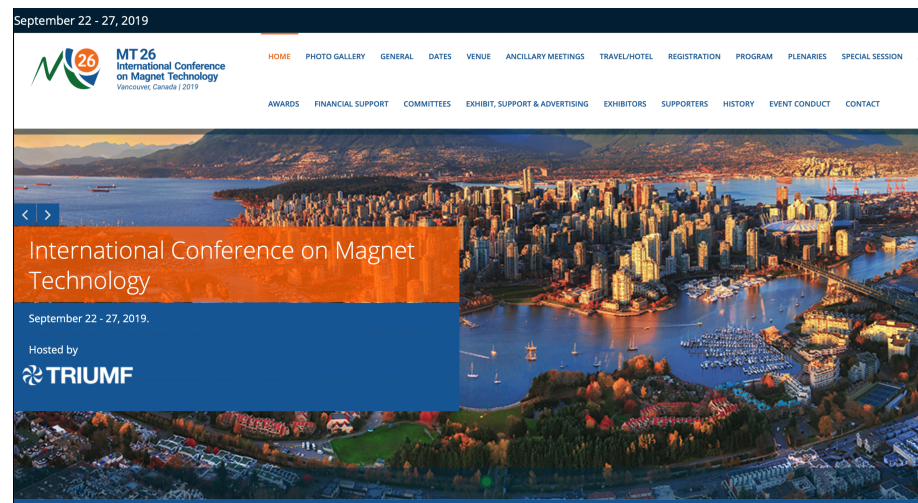 September 22 - 27, 2019
26
MT 26
International Conference
on Magnet Technology
Vancouver, Canada | 2019
HOME PHOTO GALLERY GENERAL DATES VENUE ANCILLARY MEETINGS TRAVEL/HOTEL REGISTRATION PROGRAM PLENARIES SPECIAL SESSION
AWARDS FINANCIAL SUPPORT COMMITTEES EXHIBIT, SUPPORT & ADVERTISING EXHIBITORS SUPPORTERS HISTORY EVENT CONDUCT CONTACT
International Conference on Magnet
Technology
September 22 - 27, 2019.
Hosted by
TRIUMF